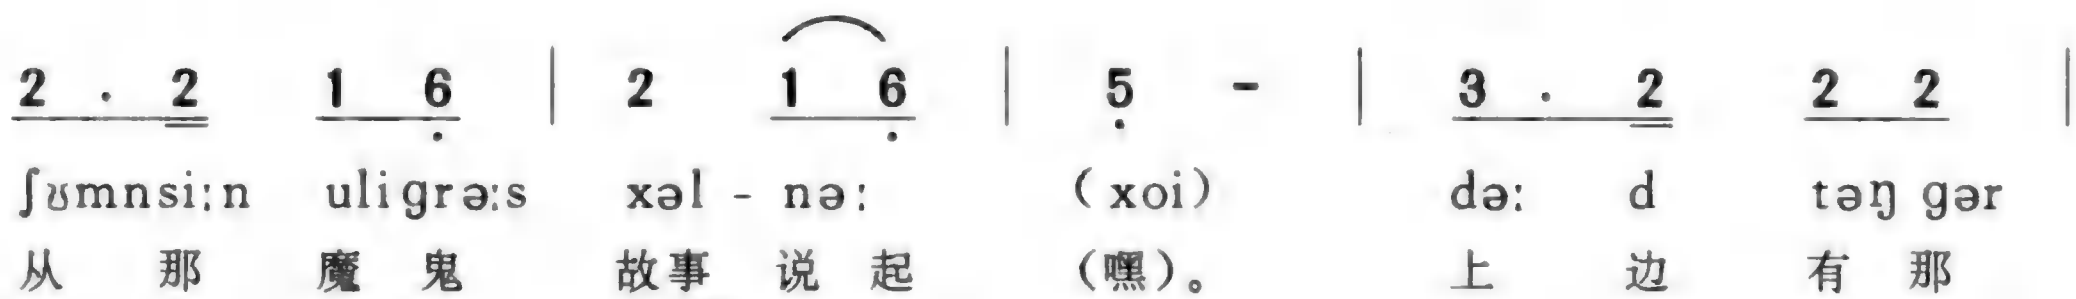 2 . 2 1 6 | 2 1 6 | 5 - | 3 . 2 2 2 |
ʃʊmnsi:n uligrə:s xəl - nə: (xoi) də: d təŋ gər
从 那 魔 鬼 故事 说 起 (嘿)。 上 边 有 那